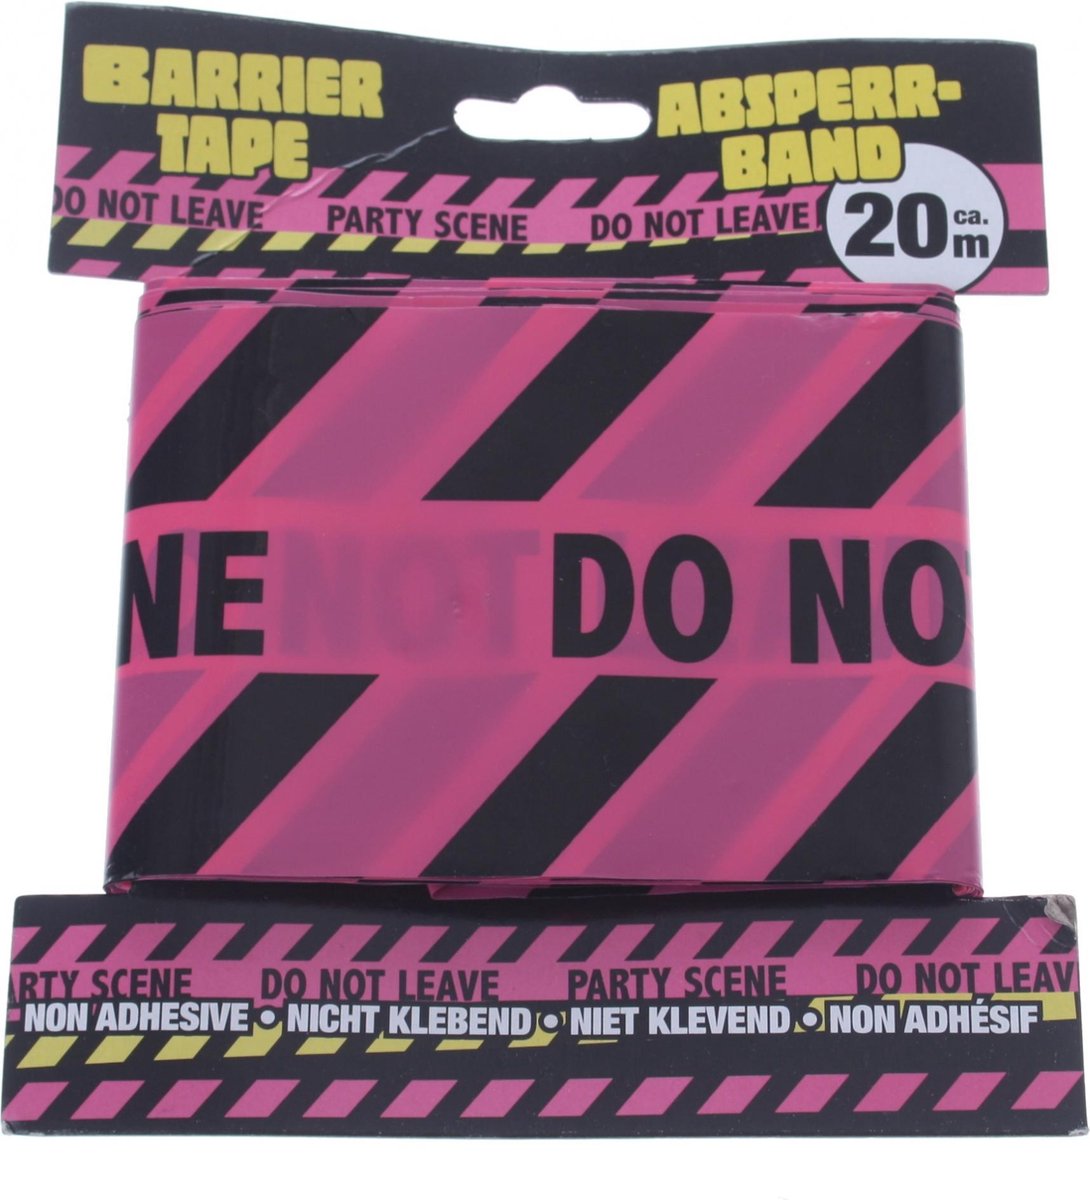 BARRIER
TAPE
ABSPERR-
BAND
DO NOT LEAVE PARTY SCENE DO NOT LEAVE
20 ca. m
NE NOT DO NO
ARTY SCENE DO NOT LEAVE PARTY SCENE DO NOT LEAV
NON ADHESIVE • NICHT KLEBEND • NIET KLEVEND • NON ADHÉSIF